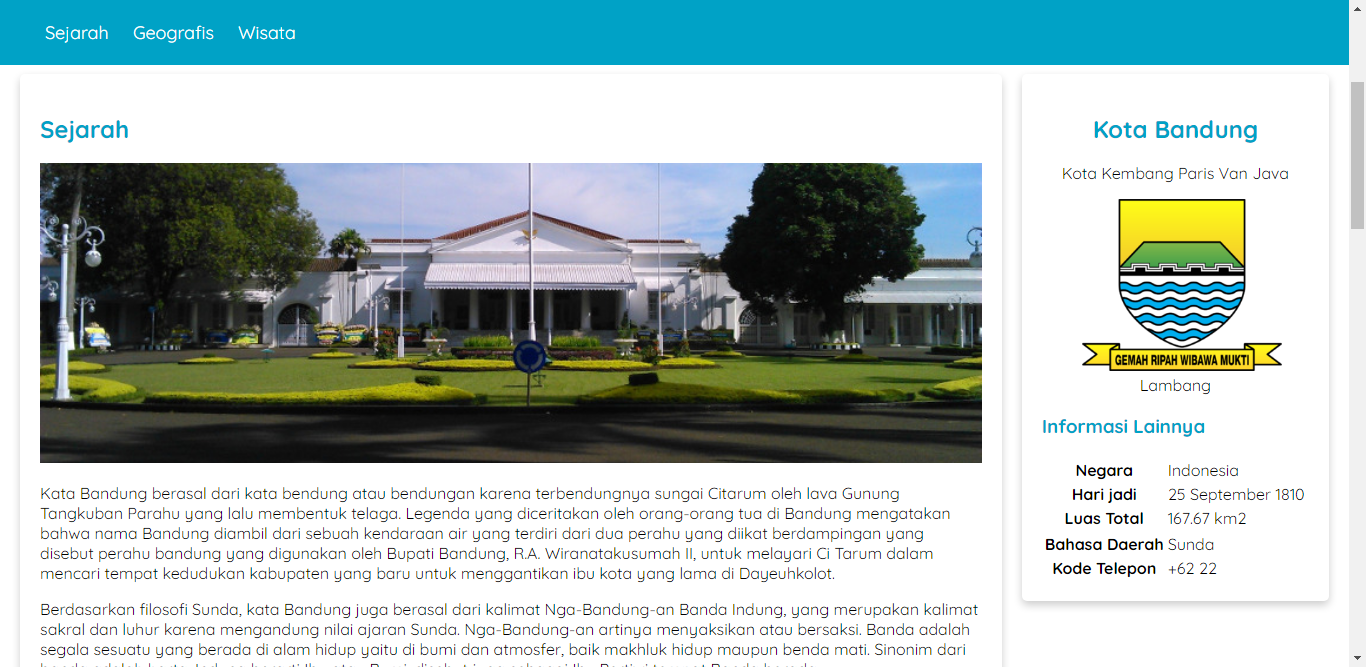 Sejarah Geografis Wisata
Sejarah
Kata Bandung berasal dari kata bendung atau bendungan karena terbendungnya sungai Citarum oleh lava Gunung
Tangkuban Parahu yang lalu membentuk telaga. Legenda yang diceritakan oleh orang-orang tua di Bandung mengatakan
bahwa nama Bandung diambil dari sebuah kendaraan air yang terdiri dari dua perahu yang diikat berdampingan yang
disebut perahu bandung yang digunakan oleh Bupati Bandung, R.A. Wiranatakusumah II, untuk melayari Ci Tarum dalam
mencari tempat kedudukan kabupaten yang baru untuk menggantikan ibu kota yang lama di Dayeuhkolot.
Berdasarkan filosofi Sunda, kata Bandung juga berasal dari kalimat Nga-Bandung-an Banda Indung, yang merupakan kalimat
sakral dan luhur karena mengandung nilai ajaran Sunda. Nga-Bandung-an artinya menyaksikan atau bersaksi. Banda adalah
segala sesuatu yang berada di alam hidup yaitu di bumi dan atmosfer, baik makhluk hidup maupun benda mati. Sinonim dari
Kota Bandung
Kota Kembang Paris Van Java
GEMAH RIPAH WIBAWA MUKTI
Lambang
Informasi Lainnya
Negara Indonesia
Hari jadi 25 September 1810
Luas Total 167.67 km2
Bahasa Daerah Sunda
Kode Telepon +62 22